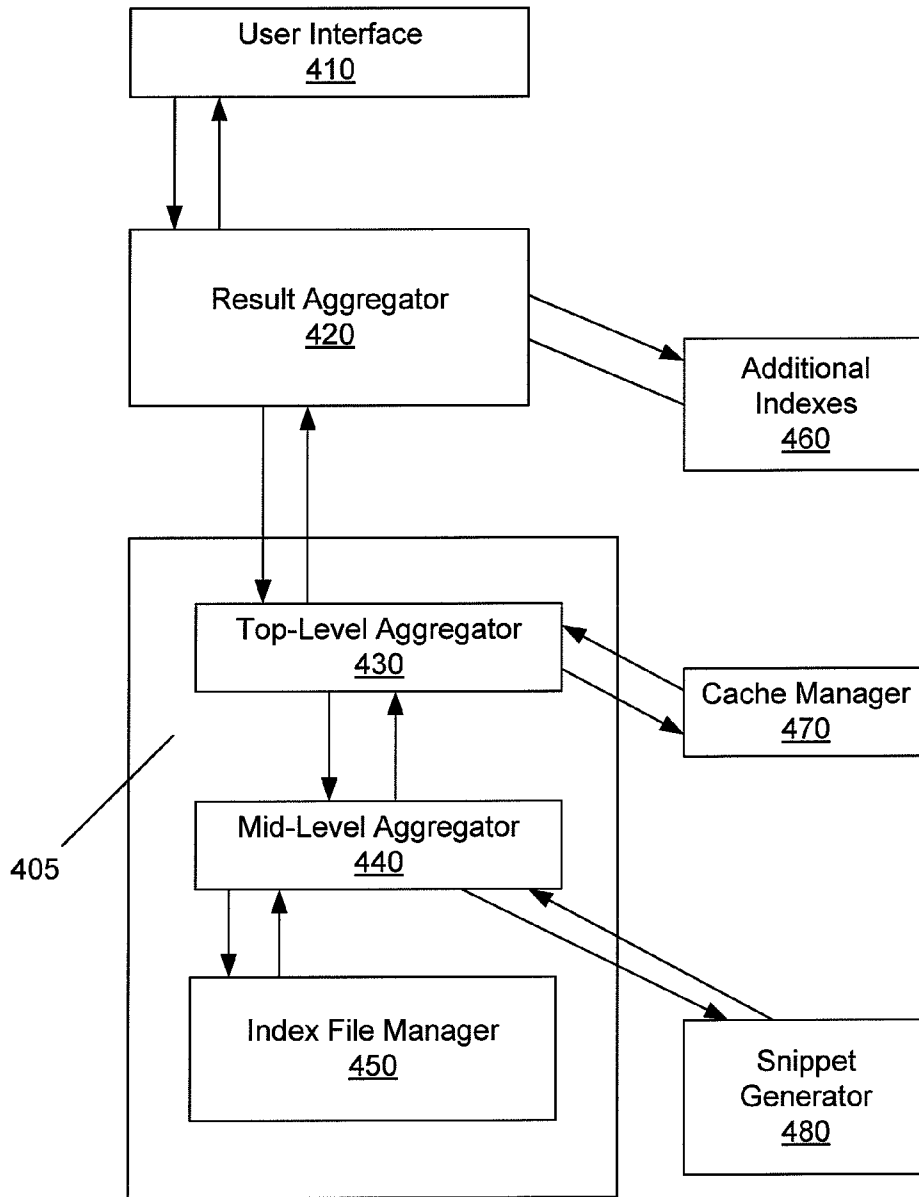 User Interface
410
Result Aggregator
420
Additional
Indexes
460
Top-Level Aggregator
430
Cache Manager
470
Mid-Level Aggregator
440
405
Index File Manager
450
Snippet
Generator
480